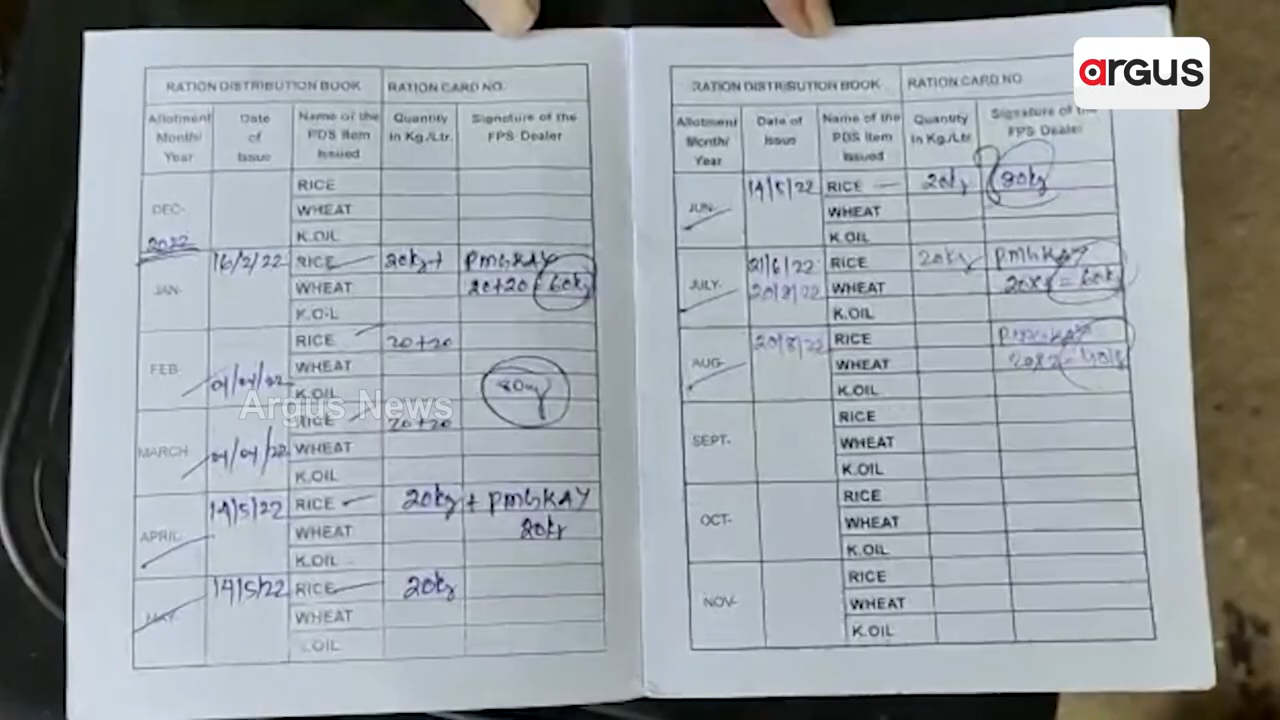 argus
RATION DISTRIBUTION BOOK RATION CARD NO.
Allotment Month/ Year Date of Issue Name of the PDS Item Issued Quantity In Kg./Ltr. Signature of the FPS Dealer
DEC- RICE
WHEAT
2022 K.OIL
JAN- 16/2/22 RICE 20kg+ PMGKAY
WHEAT 20+20 60kg
K.OIL
FEB- RICE 20+20
WHEAT
01/04/22 K.OIL 80kg
Argus News
MARCH RICE 20+20
04/04/22 WHEAT
K.OIL
APRIL- 14/5/22 RICE 20kg + PMGKAY
WHEAT 20kg
K.OIL
MAY- 14/5/22 RICE 20kg
WHEAT
K.OIL
RATION DISTRIBUTION BOOK RATION CARD NO
Allotment Month/ Year Date of Issue Name of the PDS Item Issued Quantity In Kg./Ltr. Signature of the FPS Dealer
JUN- 14/5/22 RICE 20kg 80kg
WHEAT
K.OIL
JULY- 21/6/22 RICE 20kg PMGKAY
20/8/22 WHEAT = 60kg
K.OIL
AUG- 20/8/22 RICE PMGKAY
WHEAT 20x2
K.OIL
SEPT- RICE
WHEAT
K.OIL
OCT- RICE
WHEAT
K.OIL
NOV- RICE
WHEAT
K.OIL